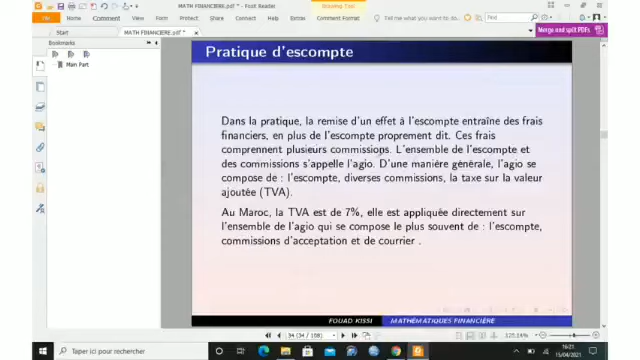 MATH FINANCIERE.pdf * - Foxit Reader
Drawing Tool
File
Home
Comment
View
Form
Protect
Share
Help
Comment Format
Tell me what you want to do...
Find
Start
MATH FINANCIERE.pdf *
Merge and split PDFs
Bookmarks
Main Part
Pratique d'escompte
Dans la pratique, la remise d'un effet à l'escompte entraîne des frais
financiers, en plus de l'escompte proprement dit. Ces frais
comprennent plusieurs commissions. L'ensemble de l'escompte et
des commissions s'appelle l'agio. D'une manière générale, l'agio se
compose de : l'escompte, diverses commissions, la taxe sur la valeur
ajoutée (TVA).
Au Maroc, la TVA est de 7%, elle est appliquée directement sur
l'ensemble de l'agio qui se compose le plus souvent de : l'escompte,
commissions d'acceptation et de courrier .
FOUAD KISSI
MATHÉMATIQUES FINANCIÈRE
34 (34 / 108)
325.14%
Taper ici pour rechercher
16:21
15/04/2021